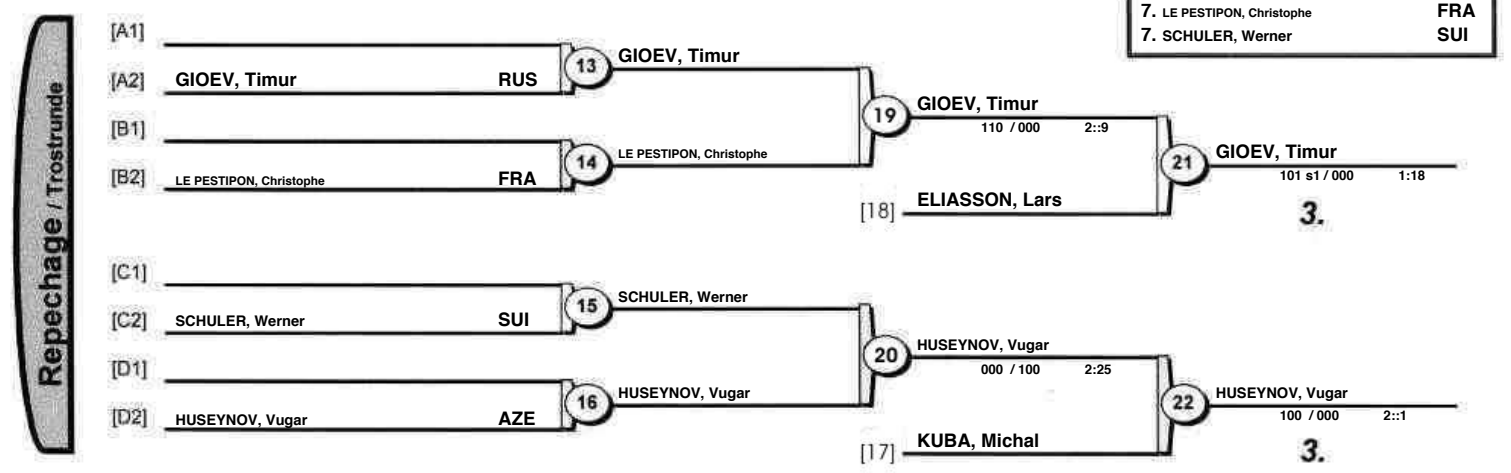 7. LE PESTIPON, Christophe FRA
7. SCHULER, Werner SUI
Repechage / Trostrunde
[A1]
[A2] GIOEV, Timur RUS
13 GIOEV, Timur
[B1]
[B2] LE PESTIPON, Christophe FRA
14 LE PESTIPON, Christophe
19 GIOEV, Timur
110 / 000 2::9
[18] ELIASSON, Lars
21 GIOEV, Timur
101 s1 / 000 1:18
3.
[C1]
[C2] SCHULER, Werner SUI
15 SCHULER, Werner
[D1]
[D2] HUSEYNOV, Vugar AZE
16 HUSEYNOV, Vugar
20 HUSEYNOV, Vugar
000 / 100 2:25
[17] KUBA, Michal
22 HUSEYNOV, Vugar
100 / 000 2::1
3.